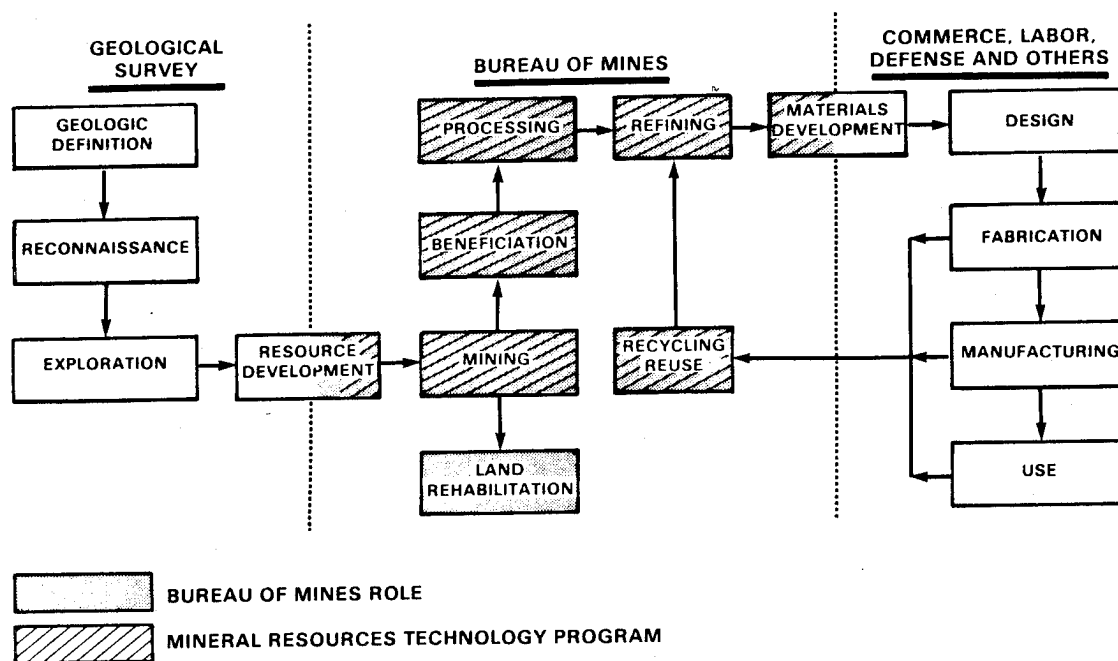 GEOLOGICAL
SURVEY
BUREAU OF MINES
COMMERCE, LABOR,
DEFENSE AND OTHERS
GEOLOGIC
DEFINITION
RECONNAISSANCE
EXPLORATION
RESOURCE
DEVELOPMENT
PROCESSING
BENEFICIATION
MINING
LAND
REHABILITATION
REFINING
RECYCLING
REUSE
MATERIALS
DEVELOPMENT
DESIGN
FABRICATION
MANUFACTURING
USE
BUREAU OF MINES ROLE
MINERAL RESOURCES TECHNOLOGY PROGRAM